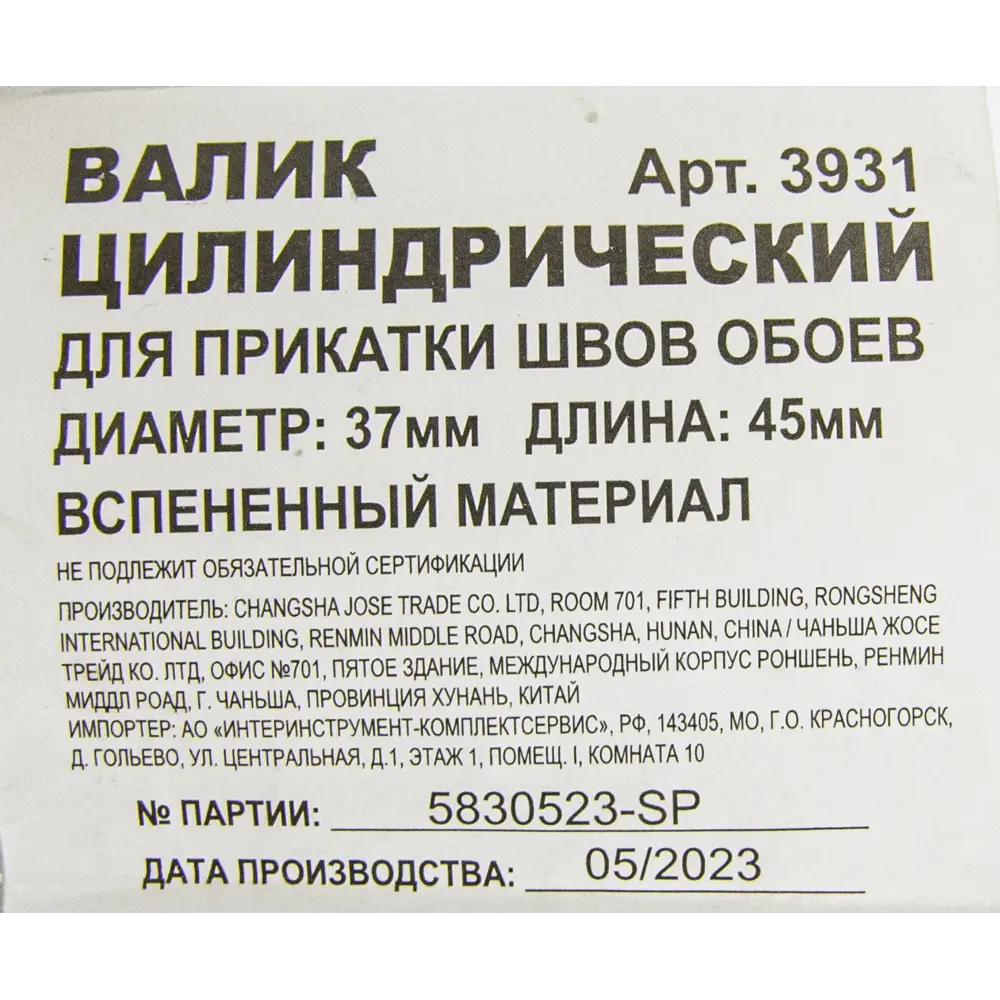 ВАЛИК Арт. 3931
ЦИЛИНДРИЧЕСКИЙ
ДЛЯ ПРИКАТКИ ШВОВ ОБОЕВ
ДИАМЕТР: 37мм ДЛИНА: 45мм
ВСПЕНЕННЫЙ МАТЕРИАЛ
НЕ ПОДЛЕЖИТ ОБЯЗАТЕЛЬНОЙ СЕРТИФИКАЦИИ
ПРОИЗВОДИТЕЛЬ: CHANGSHA JOSE TRADE CO. LTD, ROOM 701, FIFTH BUILDING, RONGSHENG
INTERNATIONAL BUILDING, RENMIN MIDDLE ROAD, CHANGSHA, HUNAN, CHINA / ЧАНЬША ЖОСЕ
ТРЕЙД КО. ЛТД, ОФИС №701, ПЯТОЕ ЗДАНИЕ, МЕЖДУНАРОДНЫЙ КОРПУС РОНШЕНЬ, РЕНМИН
МИДДЛ РОАД, Г. ЧАНЬША, ПРОВИНЦИЯ ХУНАНЬ, КИТАЙ
ИМПОРТЕР: АО «ИНТЕРИНСТРУМЕНТ-КОМПЛЕКТСЕРВИС», РФ, 143405, МО, Г.О. КРАСНОГОРСК,
Д. ГОЛЬЕВО, УЛ. ЦЕНТРАЛЬНАЯ, Д.1, ЭТАЖ 1, ПОМЕЩ. I, КОМНАТА 10
№ ПАРТИИ: 5830523-SP
ДАТА ПРОИЗВОДСТВА: 05/2023